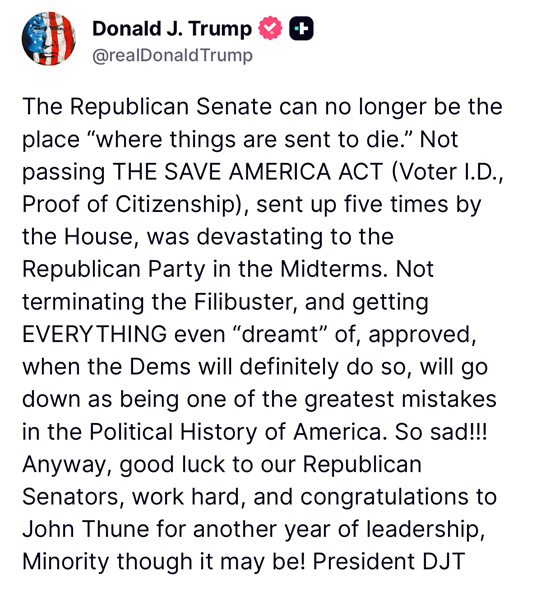 Donald J. Trump
@realDonaldTrump
The Republican Senate can no longer be the
place “where things are sent to die.” Not
passing THE SAVE AMERICA ACT (Voter I.D.,
Proof of Citizenship), sent up five times by
the House, was devastating to the
Republican Party in the Midterms. Not
terminating the Filibuster, and getting
EVERYTHING even “dreamt” of, approved,
when the Dems will definitely do so, will go
down as being one of the greatest mistakes
in the Political History of America. So sad!!!
Anyway, good luck to our Republican
Senators, work hard, and congratulations to
John Thune for another year of leadership,
Minority though it may be! President DJT